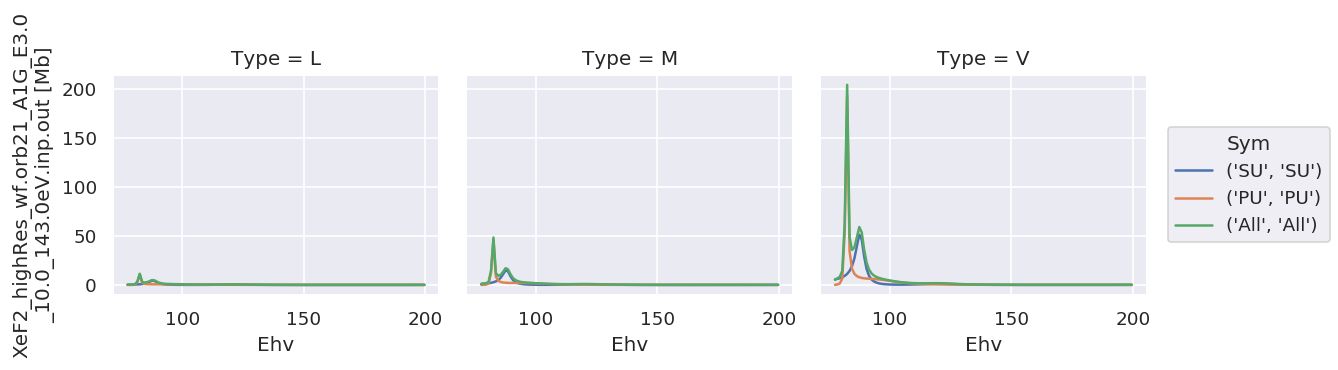 XeF2_highRes_wf.orb21_A1G_E3.0
_10.0_143.0eV.inp.out [Mb]
Type = L
Type = M
Type = V
200
150
100
50
0
100 150 200
100 150 200
100 150 200
Ehv
Ehv
Ehv
Sym
('SU', 'SU')
('PU', 'PU')
('All', 'All')